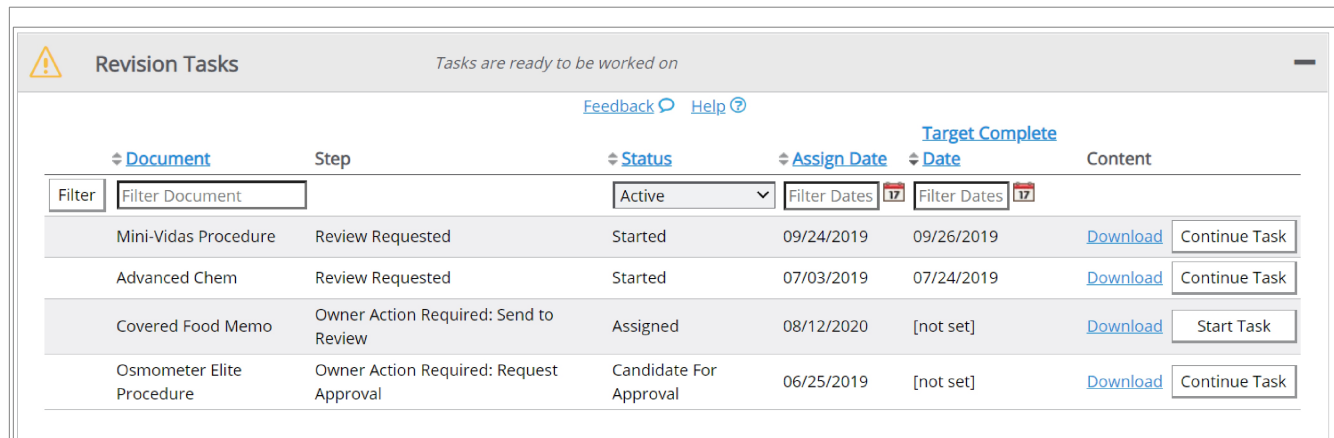 Revision Tasks Tasks are ready to be worked on
Feedback Help
Target Complete
Document Step Status Assign Date Date Content
Filter Filter Document Active Filter Dates 17 Filter Dates 17
Mini-Vidas Procedure Review Requested Started 09/24/2019 09/26/2019 Download Continue Task
Advanced Chem Review Requested Started 07/03/2019 07/24/2019 Download Continue Task
Covered Food Memo Owner Action Required: Send to
Review Assigned 08/12/2020 [not set] Download Start Task
Osmometer Elite
Procedure Owner Action Required: Request
Approval Candidate For
Approval 06/25/2019 [not set] Download Continue Task